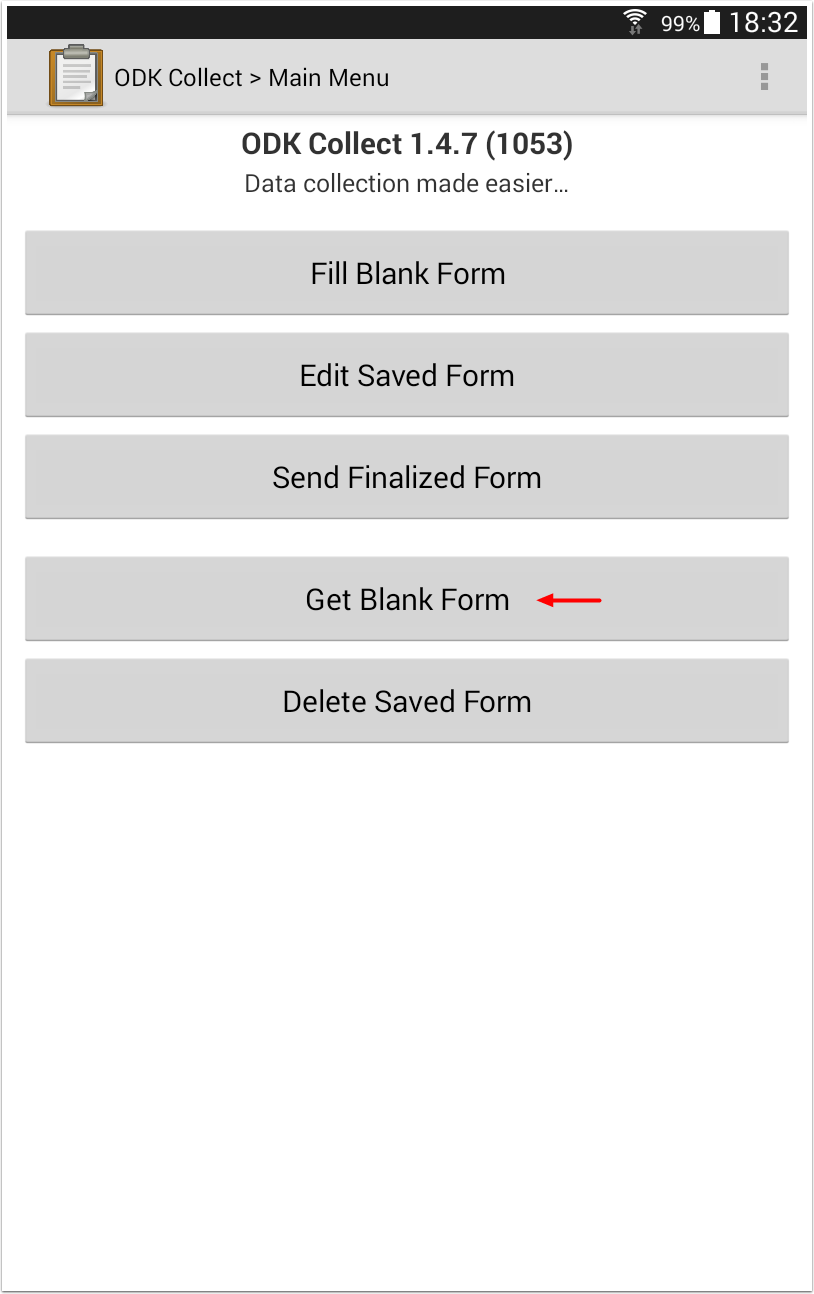 99% 18:32
ODK Collect > Main Menu
ODK Collect 1.4.7 (1053)
Data collection made easier...
Fill Blank Form
Edit Saved Form
Send Finalized Form
Get Blank Form
Delete Saved Form